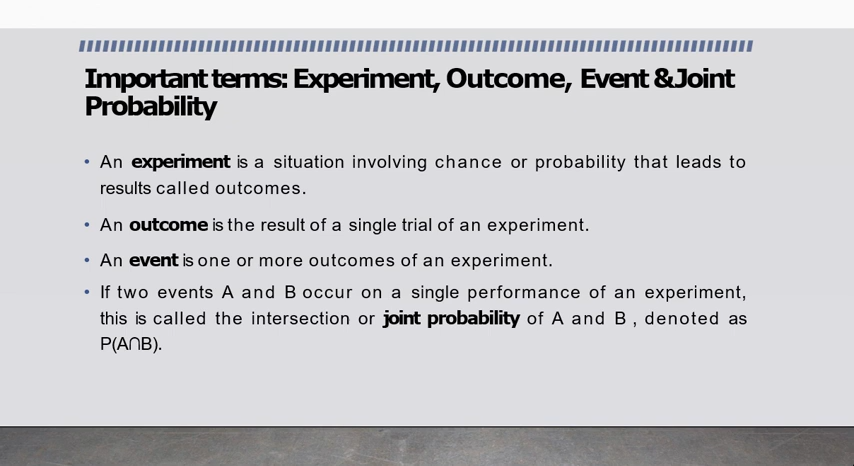 Important terms: Experiment, Outcome, Event &Joint
Probability
• An experiment is a situation involving chance or probability that leads to
results called outcomes.
• An outcome is the result of a single trial of an experiment.
• An event is one or more outcomes of an experiment.
• If two events A and B occur on a single performance of an experiment,
this is called the intersection or joint probability of A and B , denoted as
P(A∩B).